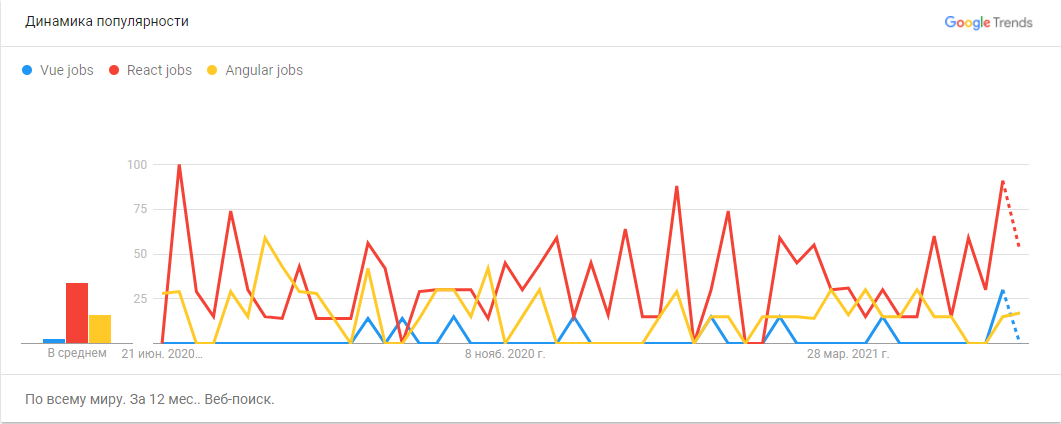 Динамика популярности
Google Trends
Vue jobs React jobs Angular jobs
100
75
50
25
В среднем 21 июн. 2020... 8 нояб. 2020 г. 28 мар. 2021 г.
По всему миру. За 12 мес.. Веб-поиск.